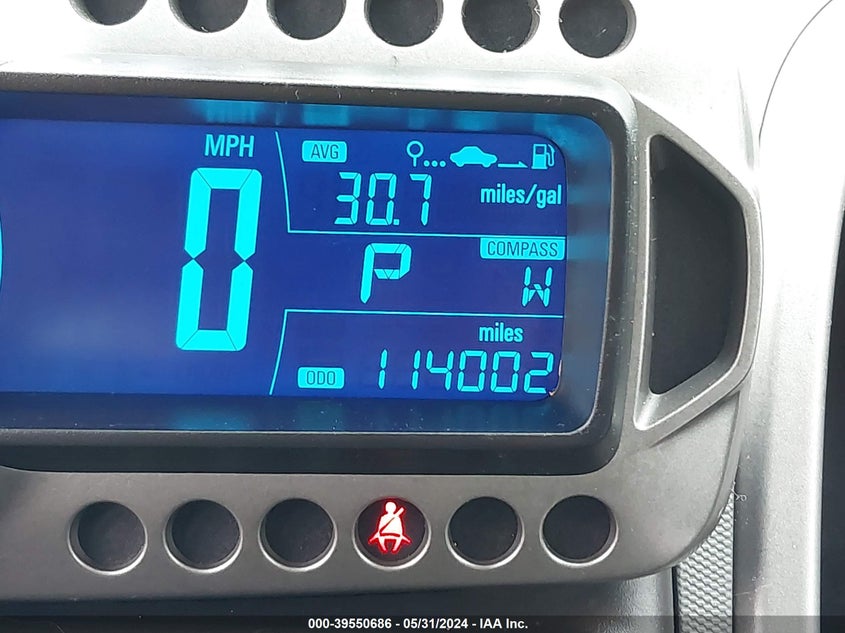 MPH AVG
30.7 miles/gal
0 P COMPASS
W
miles
ODO 114002
000-39550686 - 05/31/2024 - IAA Inc.